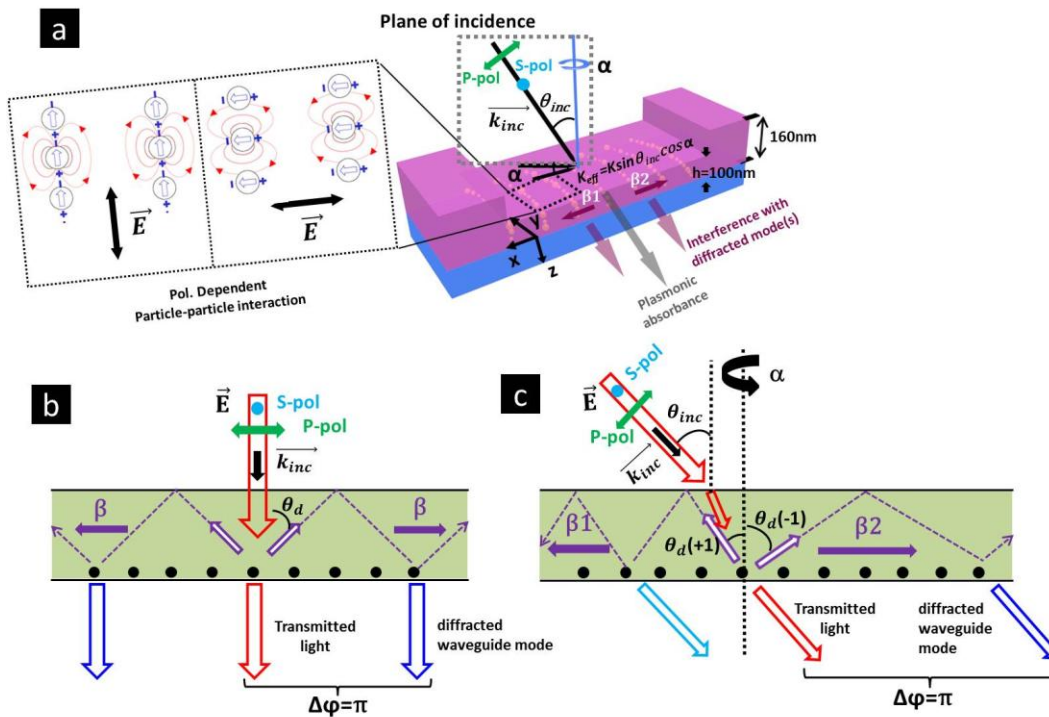 a
Plane of incidence
S-pol
P-pol
α
θinc
kinc
α
Keff=Ksinθinccosα
β1
β2
160nm
h=100nm
y
x
z
Interference with
diffracted mode(s)
Plasmonic
absorbance
E
E
Pol. Dependent
Particle-particle interaction
b
E
S-pol
P-pol
kinc
β
θd
β
Transmitted
light
diffracted
waveguide mode
Δφ=π
c
S-pol
E
P-pol
θinc
kinc
α
β1
θd(+1)
θd(-1)
β2
Transmitted
light
diffracted
waveguide
mode
Δφ=π